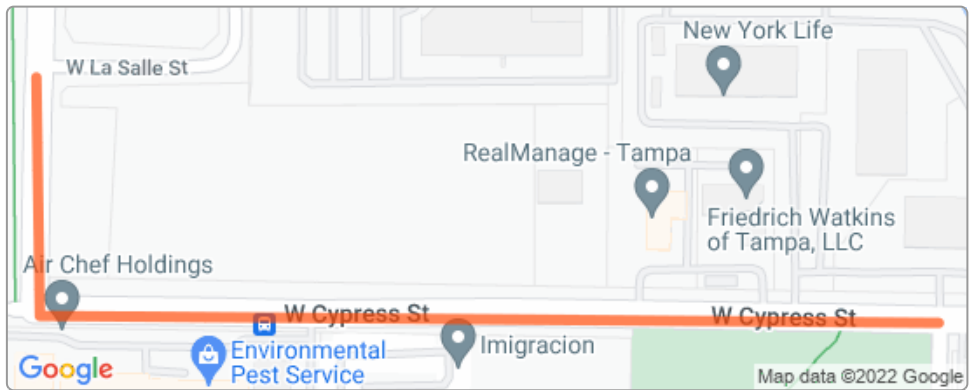 New York Life
W La Salle St
RealManage - Tampa
Friedrich Watkins
of Tampa, LLC
Air Chef Holdings
W Cypress St
W Cypress St
Imigracion
Environmental
Pest Service
Google
Map data ©2022 Google